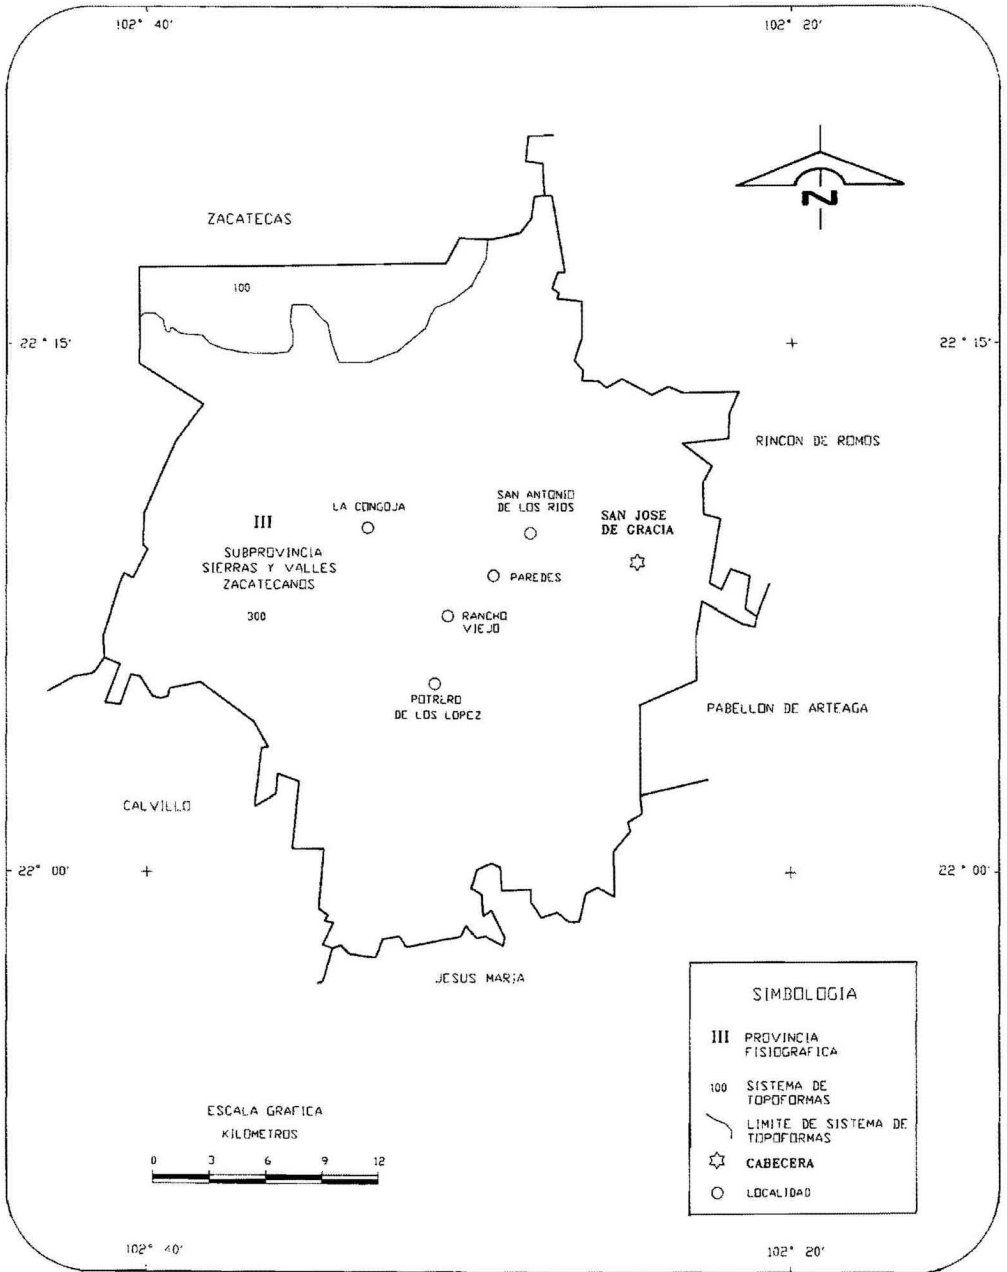 102° 40'
102° 20'
N
ZACATECAS
100
22° 15'
22° 15'
RINCON DE ROMOS
SAN ANTONIO
DE LOS RIOS
LA CONGOJA
SAN JOSE
DE GRACIA
III
SUBPROVINCIA
SIERRAS Y VALLES
ZACATECANOS
PAREDES
300
RANCHO
VIEJO
POTRERO
DE LOS LOPEZ
PABELLON DE ARTEAGA
CALVILLO
22° 00'
22° 00'
JESUS MARIA
SIMBOLOGIA
III PROVINCIA
FISIOGRAFICA
100 SISTEMA DE
TOPOFORMAS
LIMITE DE SISTEMA DE
TOPOFORMAS
CABECERA
LOCALIDAD
ESCALA GRAFICA
KILOMETROS
0 3 6 9 12
102° 40'
102° 20'